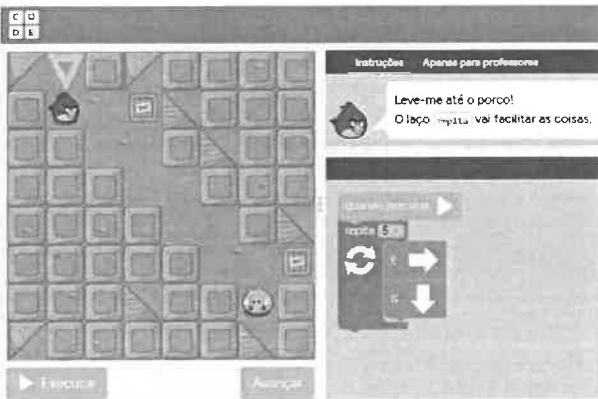 C O
D E
Instruções Apenas para professores
Leve-me até o porco!
O laço repita vai facilitar as coisas.
quando executar
repita 5
E
S
Executar
Avançar